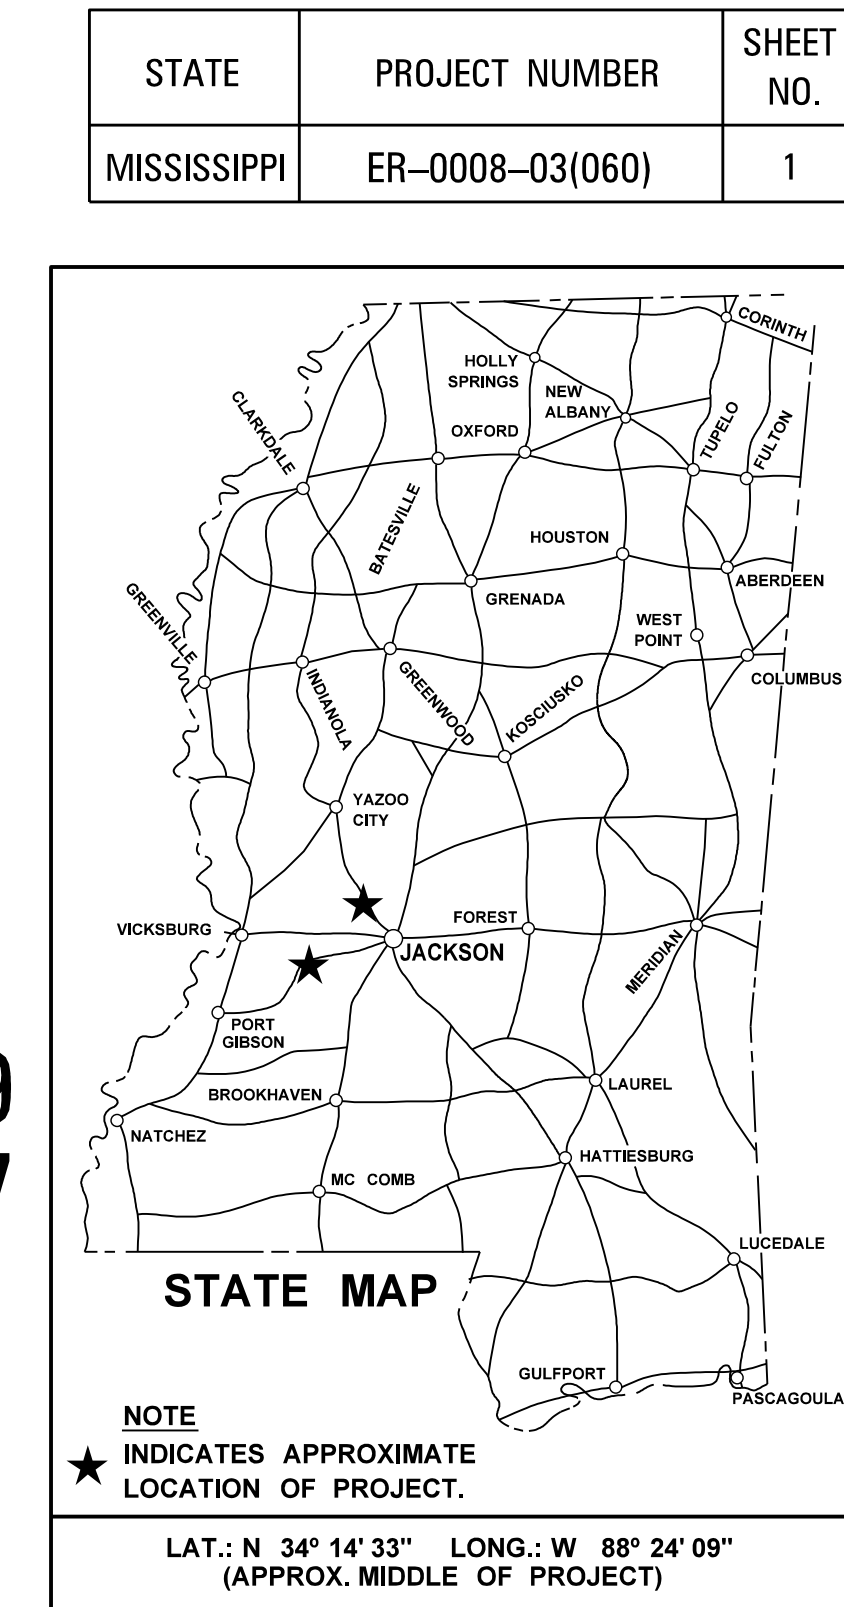 STATE
PROJECT NUMBER
SHEET
NO.
MISSISSIPPI
ER–0008–03(060)
1
CORINTH
HOLLY
SPRINGS
NEW
ALBANY
CLARKDALE
OXFORD
TUPELO
FULTON
BATESVILLE
HOUSTON
ABERDEEN
GRENADA
GREENVILLE
WEST
POINT
COLUMBUS
INDIANOLA
GREENWOOD
KOSCIUSKO
YAZOO
CITY
VICKSBURG
FOREST
JACKSON
MERIDIAN
PORT
GIBSON
BROOKHAVEN
LAUREL
NATCHEZ
HATTIESBURG
MC COMB
LUCEDALE
STATE MAP
GULFPORT
PASCAGOULA
NOTE
INDICATES APPROXIMATE
LOCATION OF PROJECT.
LAT.: N 34º 14' 33" LONG.: W 88º 24' 09"
(APPROX. MIDDLE OF PROJECT)